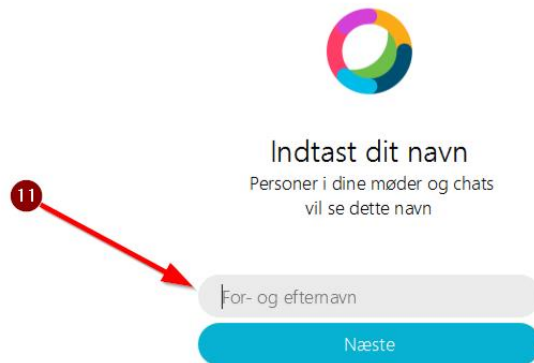 Indtast dit navn
Personer i dine møder og chats
vil se dette navn
11
For- og efternavn
Næste